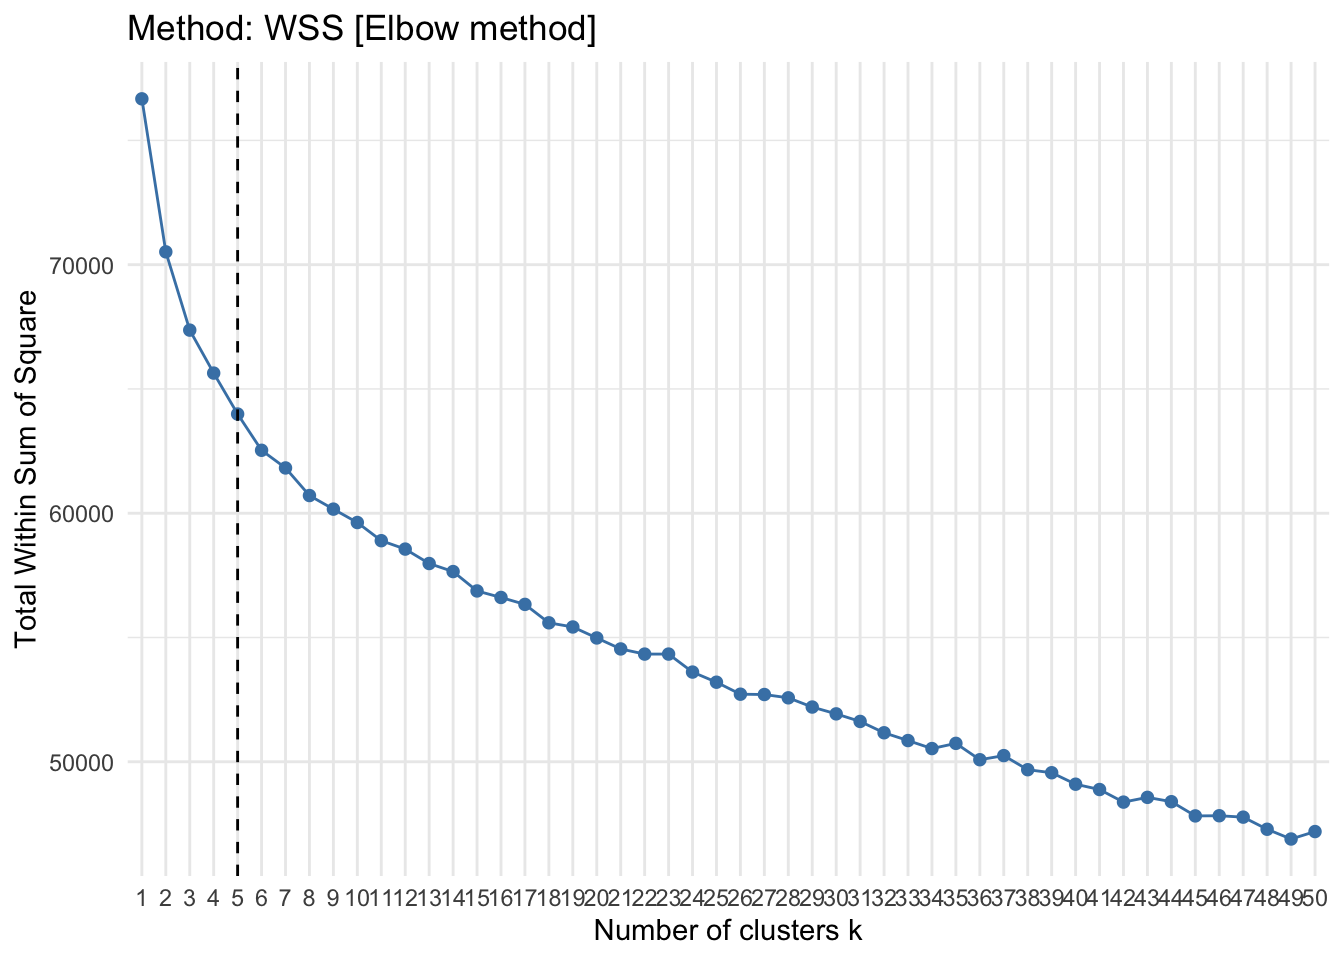 Method: WSS [Elbow method]
Total Within Sum of Square
70000
60000
50000
1 2 3 4 5 6 7 8 9 10 11 12 13 14 15 16 17 18 19 20 21 22 23 24 25 26 27 28 29 30 31 32 33 34 35 36 37 38 39 40 41 42 43 44 45 46 47 48 49 50
Number of clusters k